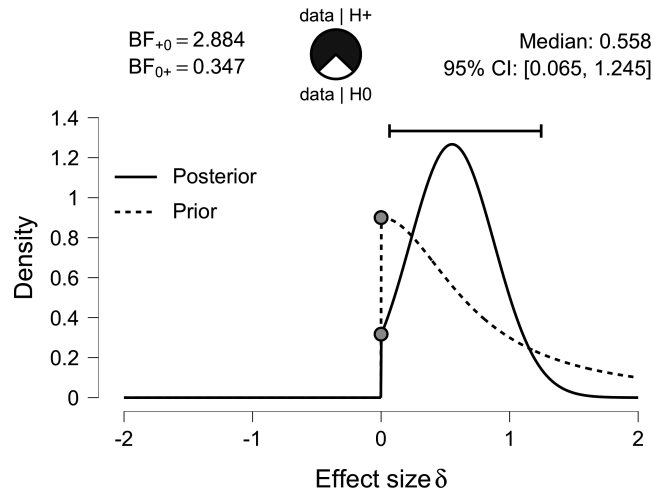 data | H+
BF+0 = 2.884
BF0+ = 0.347
data | H0
Median: 0.558
95% CI: [0.065, 1.245]
Posterior
Prior
Density
1.4
1.2
1
0.8
0.6
0.4
0.2
0
-2
-1
0
1
2
Effect size δ